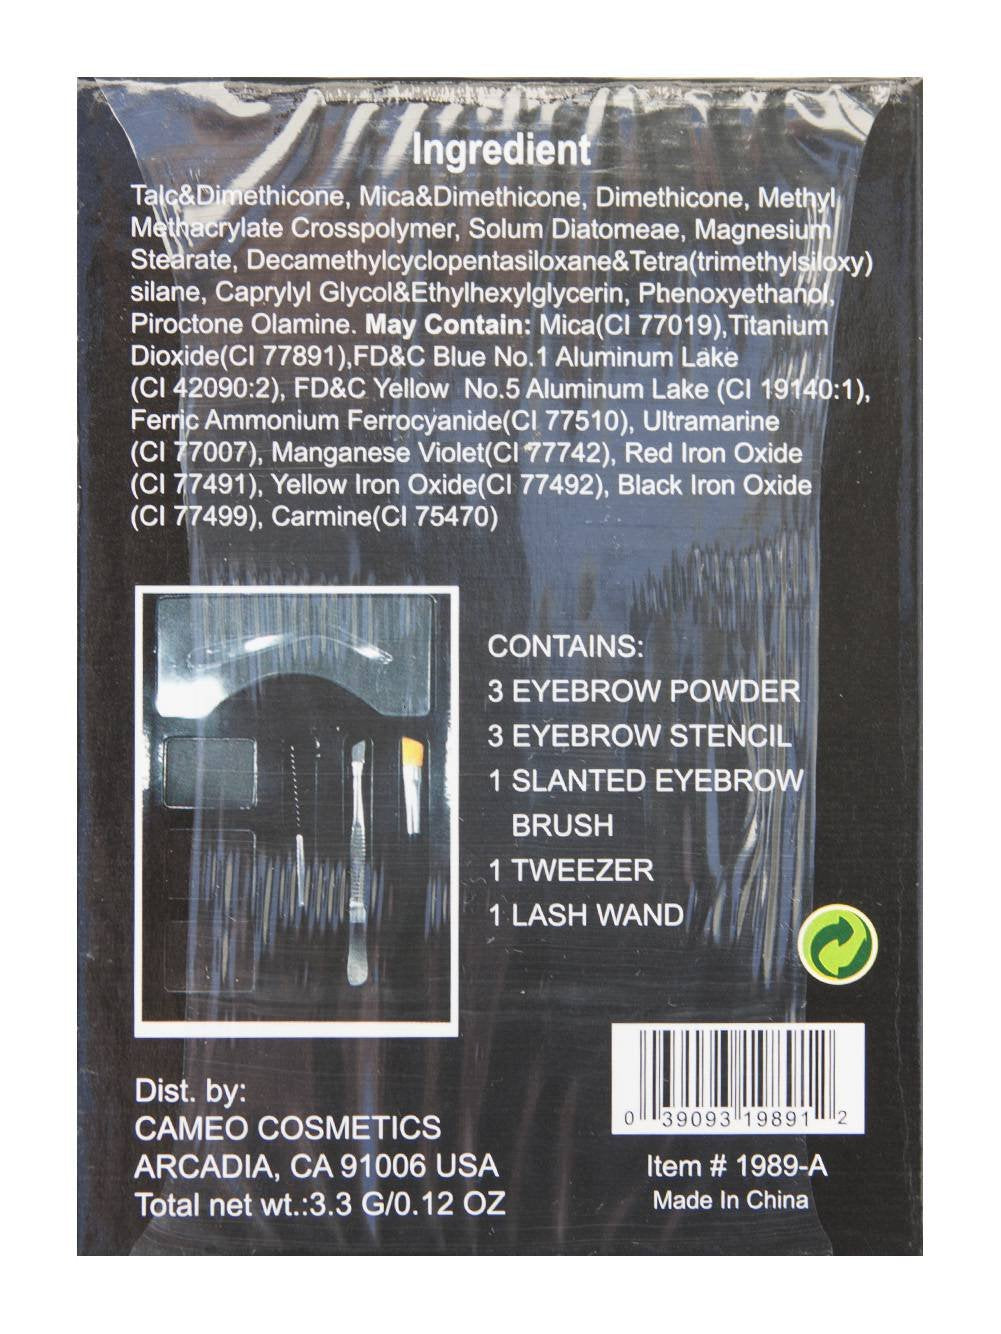 Ingredient
Talc&Dimethicone, Mica&Dimethicone, Dimethicone, Methyl
Methacrylate Crosspolymer, Solum Diatomeae, Magnesium
Stearate, Decamethylcyclopentasiloxane&Tetra(trimethylsiloxy)
silane, Caprylyl Glycol&Ethylhexylglycerin, Phenoxyethanol,
Piroctone Olamine. May Contain: Mica(CI 77019),Titanium
Dioxide(CI 77891),FD&C Blue No.1 Aluminum Lake
(CI 42090:2), FD&C Yellow No.5 Aluminum Lake (CI 19140:1),
Ferric Ammonium Ferrocyanide(CI 77510), Ultramarine
(CI 77007), Manganese Violet(CI 77742), Red Iron Oxide
(CI 77491), Yellow Iron Oxide(CI 77492), Black Iron Oxide
(CI 77499), Carmine(CI 75470)
CONTAINS:
3 EYEBROW POWDER
3 EYEBROW STENCIL
1 SLANTED EYEBROW
BRUSH
1 TWEEZER
1 LASH WAND
Dist. by:
CAMEO COSMETICS
ARCADIA, CA 91006 USA
Total net wt.:3.3 G/0.12 OZ
0 39093 19891 2
Item # 1989-A
Made In China